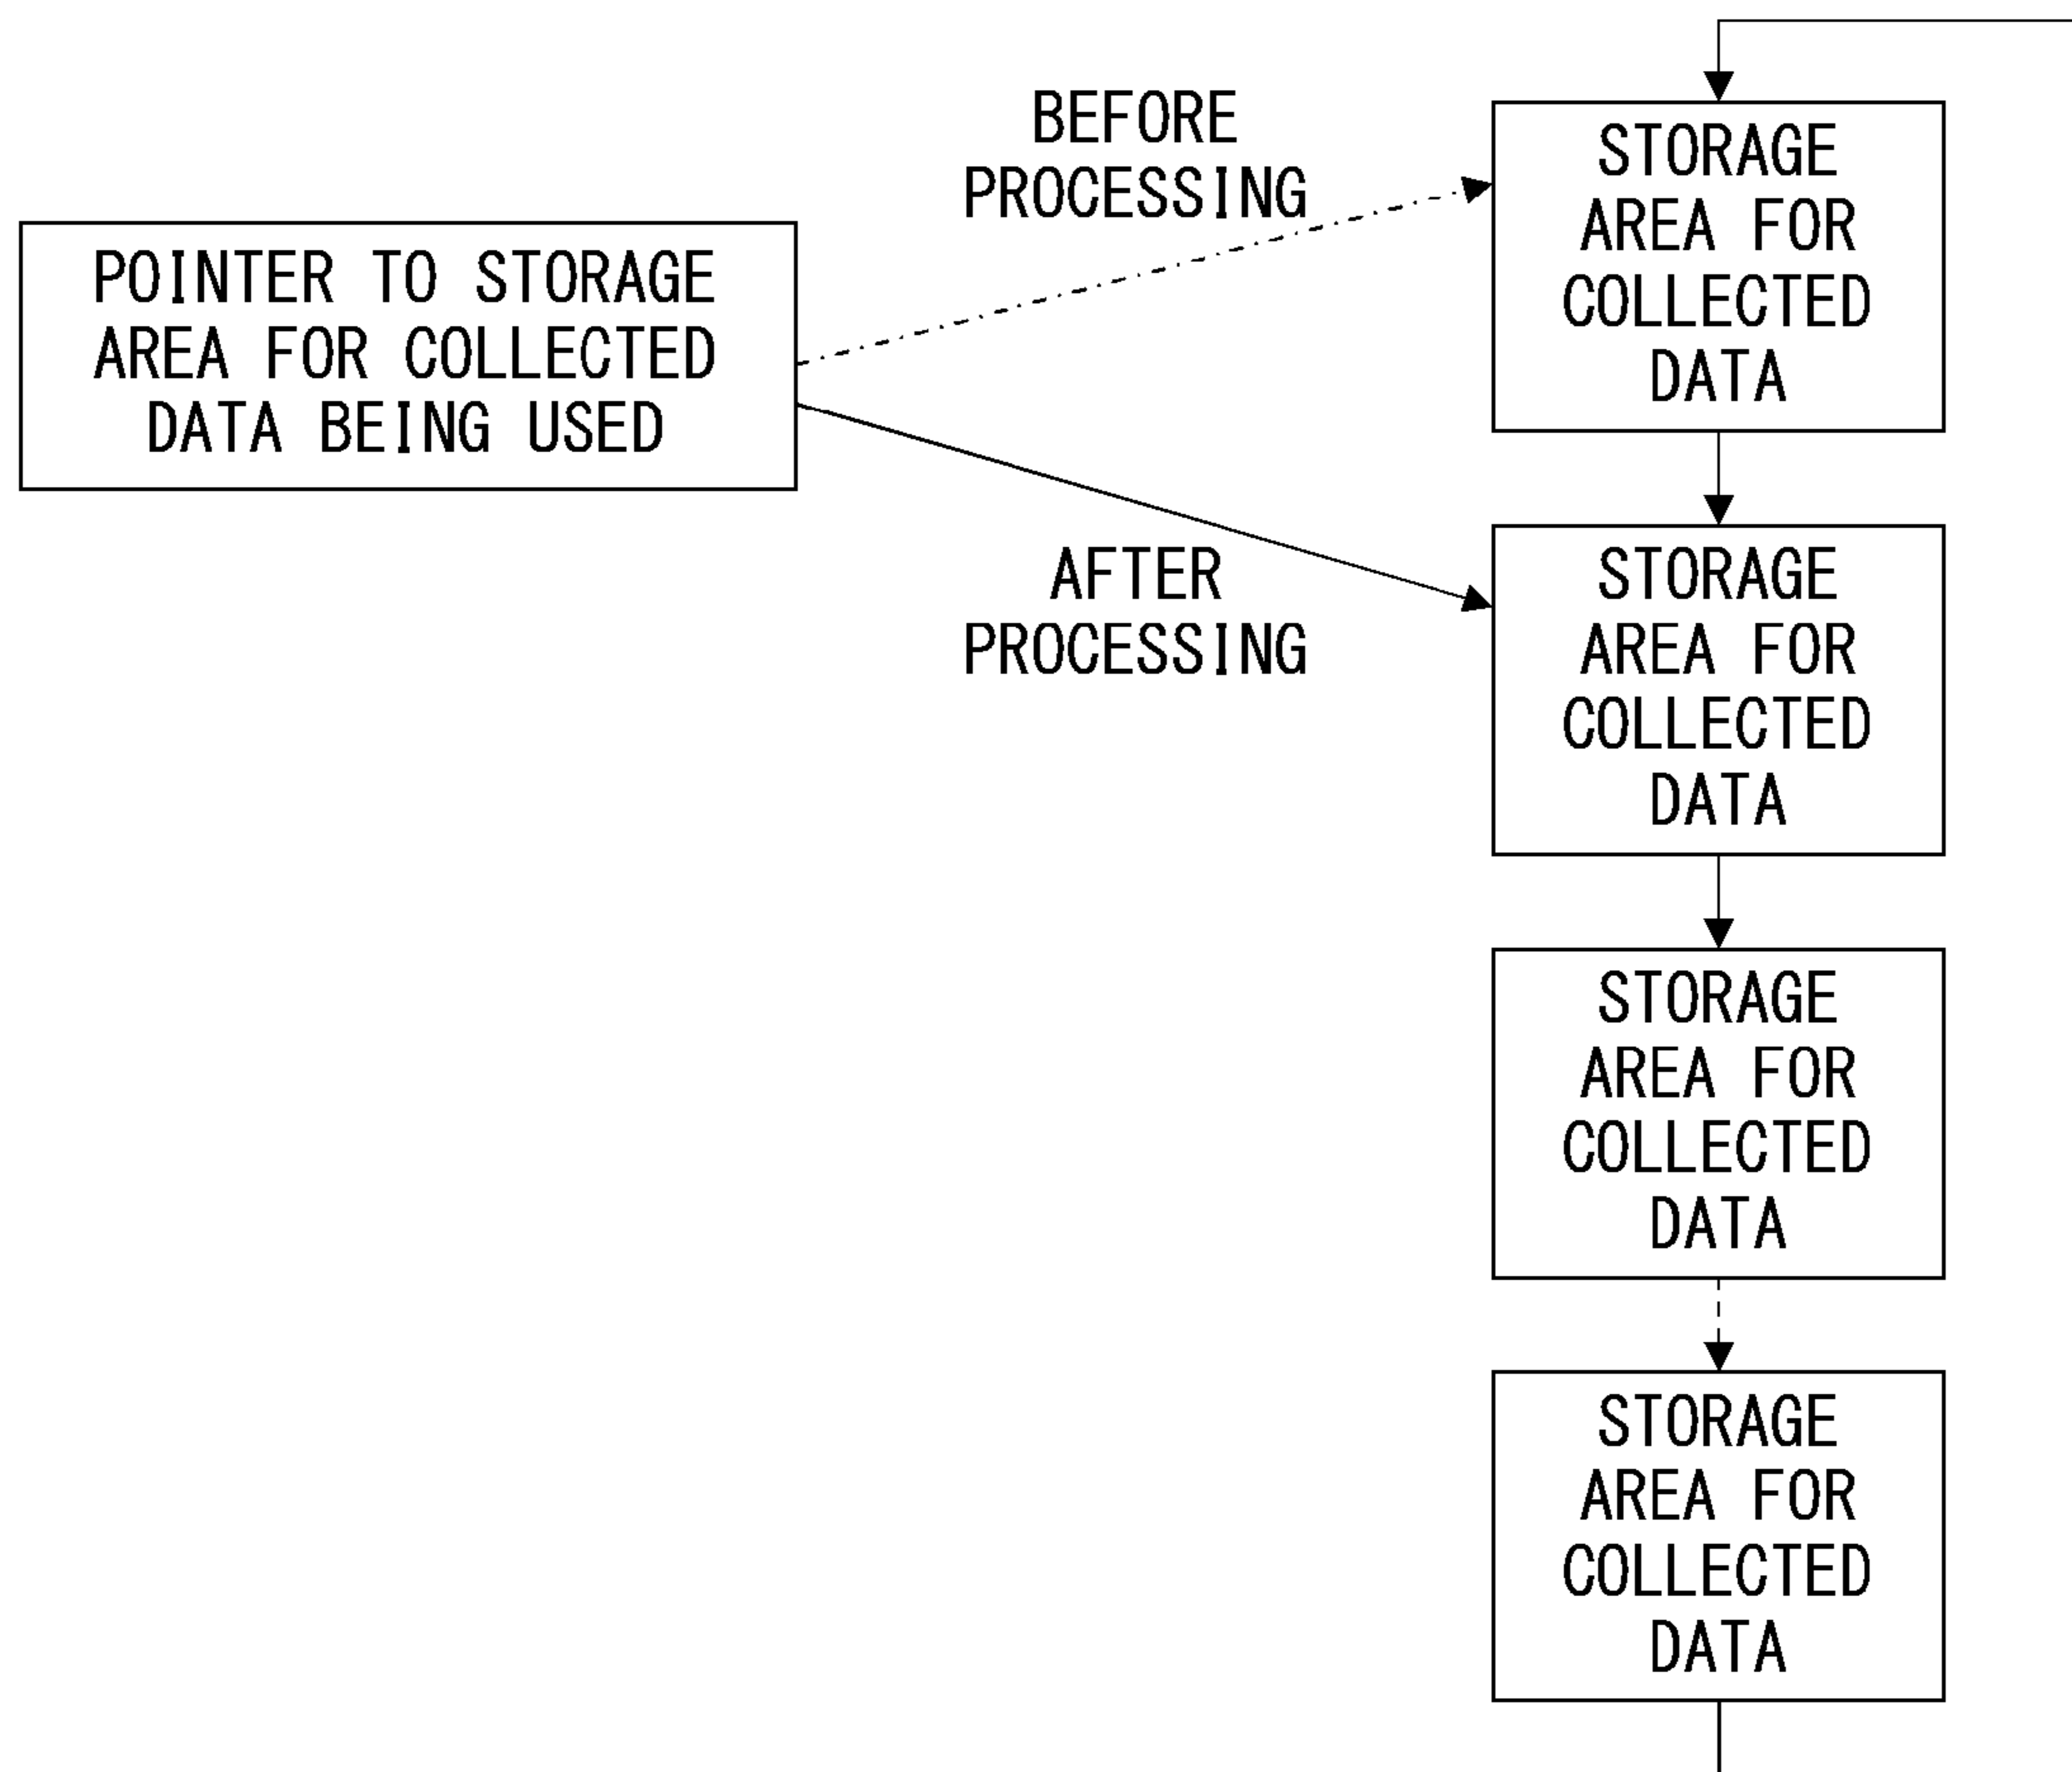 BEFORE
PROCESSING
POINTER TO STORAGE
AREA FOR COLLECTED
DATA BEING USED
AFTER
PROCESSING
STORAGE
AREA FOR
COLLECTED
DATA
STORAGE
AREA FOR
COLLECTED
DATA
STORAGE
AREA FOR
COLLECTED
DATA
STORAGE
AREA FOR
COLLECTED
DATA